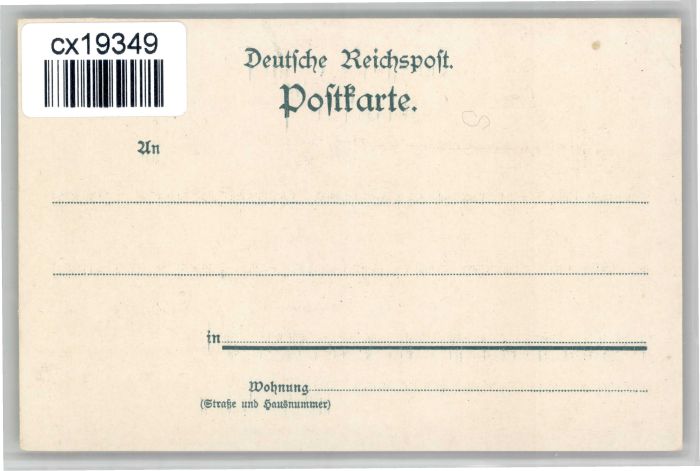 cx19349
Deutsche Reichspost.
Postkarte.
An
in
Wohnung
(Straße und Hausnummer)